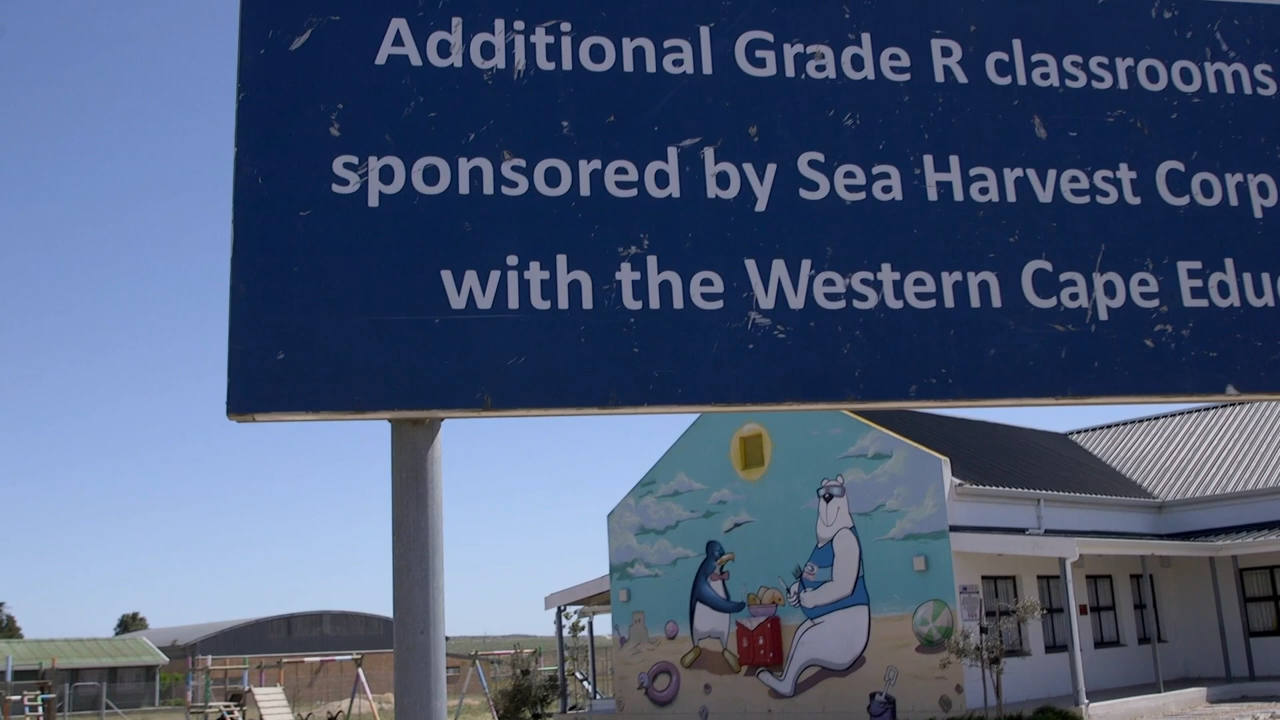 Additional Grade R classrooms
sponsored by Sea Harvest Corp
with the Western Cape Edu